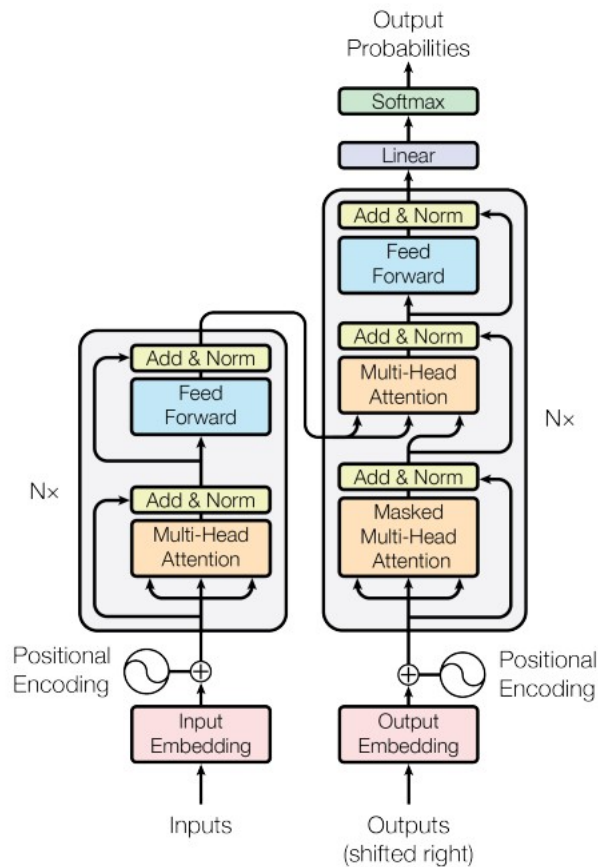 Output
Probabilities
Softmax
Linear
Add & Norm
Feed
Forward
Add & Norm
Multi-Head
Attention
Add & Norm
Masked
Multi-Head
Attention
N×
Add & Norm
Feed
Forward
Add & Norm
Multi-Head
Attention
N×
Positional
Encoding
Positional
Encoding
Input
Embedding
Output
Embedding
Inputs
Outputs
(shifted right)